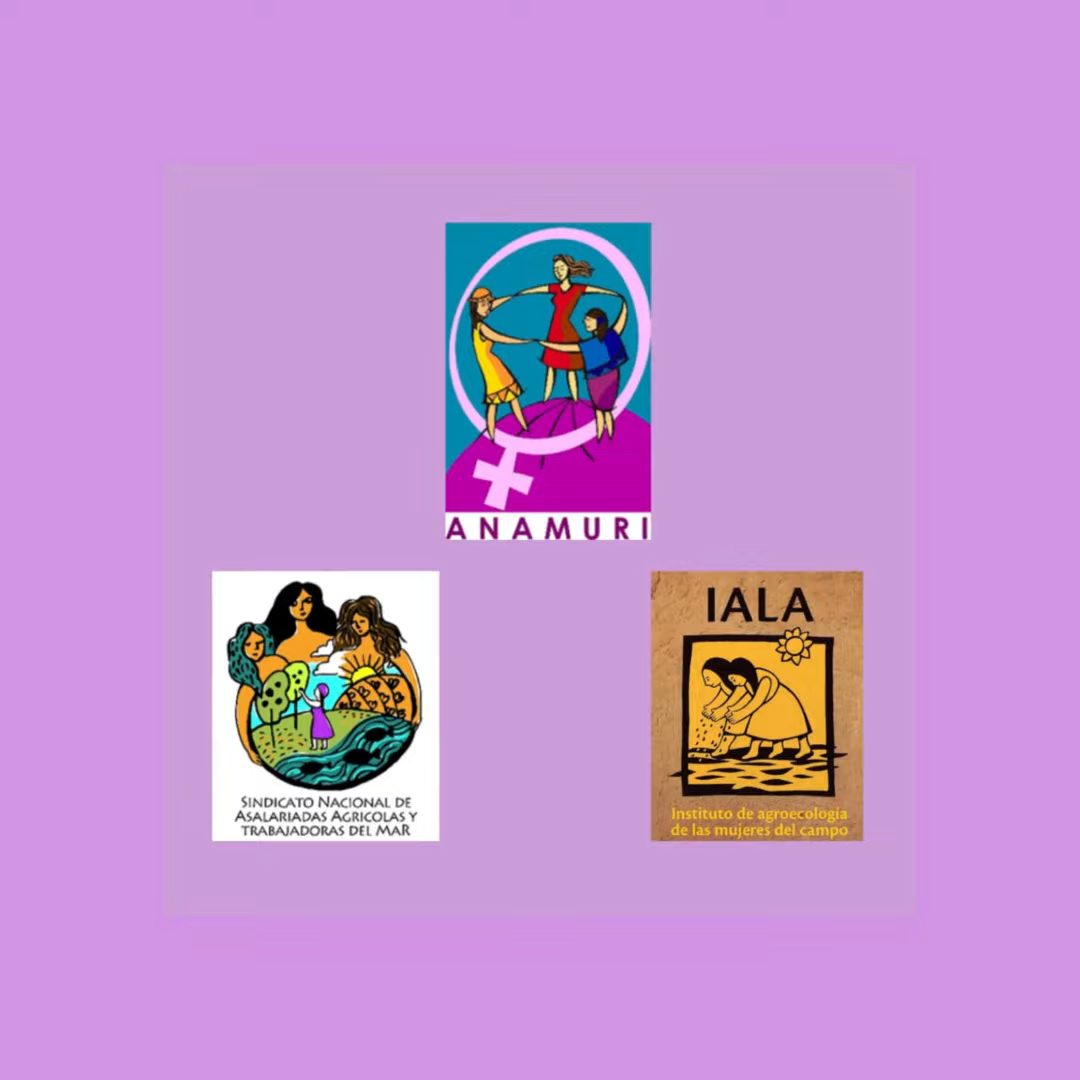 ANAMURI
SINDICATO NACIONAL DE
ASALARIADAS AGRICOLAS Y
TRABAJADORAS DEL MAR
IALA
Instituto de agroecología
de las mujeres del campo